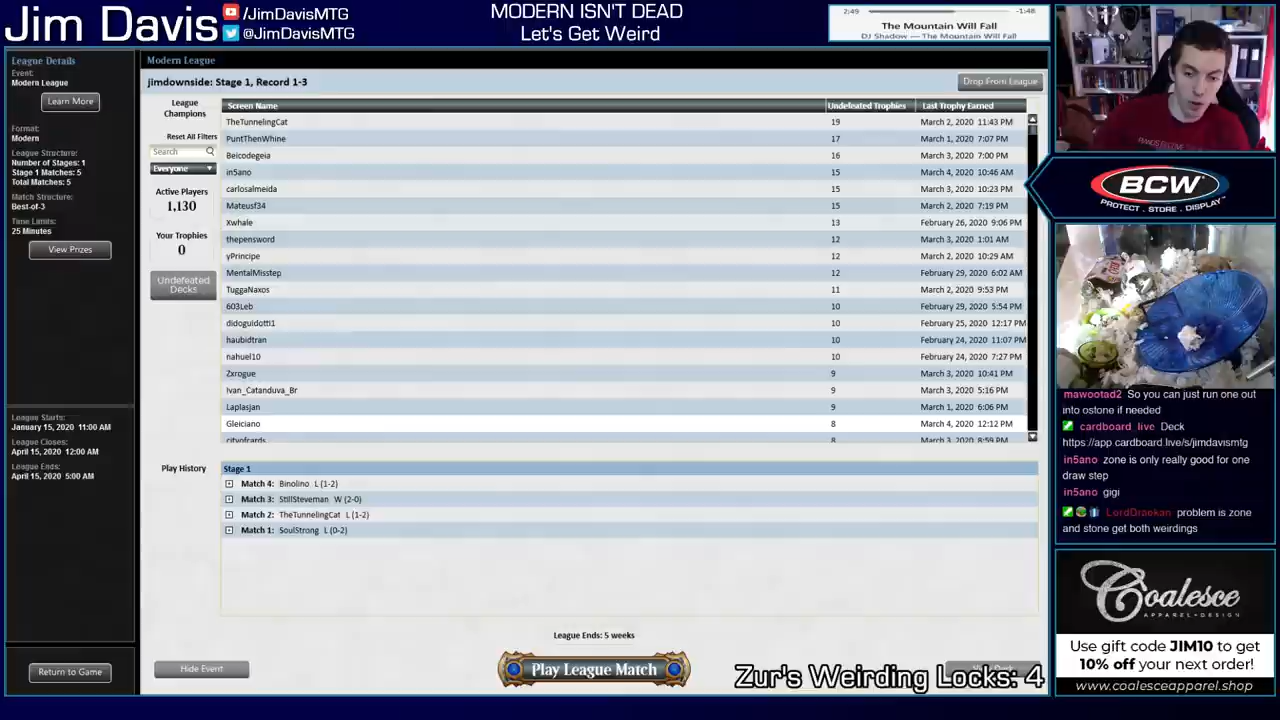 Jim Davis
/JimDavisMTG
@JimDavisMTG
MODERN ISN'T DEAD
Let's Get Weird
2:49
-1:48
The Mountain Will Fall
DJ Shadow — The Mountain Will Fall
League Details
Event:
Modern League
Learn More
Format:
Modern
League Structure:
Number of Stages: 1
Stage 1 Matches: 5
Total Matches: 5
Match Structure:
Best-of-3
Time Limits:
25 Minutes
View Prizes
League Starts:
January 15, 2020 11:00 AM
League Closes:
April 15, 2020 12:00 AM
League Ends:
April 15, 2020 5:00 AM
Return to Game
Modern League
jimdownside: Stage 1, Record 1-3
Drop From League
League
Champions
Reset All Filters
Search
Everyone
Active Players
1,130
Your Trophies
0
Undefeated
Decks
Screen Name Undefeated Trophies Last Trophy Earned
TheTunnelingCat 19 March 2, 2020 11:43 PM
PuntThenWhine 17 March 1, 2020 7:07 PM
Beicodegeia 16 March 3, 2020 7:00 PM
in5ano 15 March 4, 2020 10:46 AM
carlosalmeida 15 March 3, 2020 10:23 PM
Mateusf34 15 March 2, 2020 7:19 PM
Xwhale 13 February 26, 2020 9:06 PM
thepensword 12 March 3, 2020 1:01 AM
yPrincipe 12 March 2, 2020 10:29 AM
MentalMisstep 12 February 29, 2020 6:02 AM
TuggaNaxos 11 March 2, 2020 9:53 PM
603Leb 10 February 29, 2020 5:54 PM
didoguidotti1 10 February 25, 2020 12:17 PM
haubidtran 10 February 24, 2020 11:07 PM
nahuel10 10 February 24, 2020 7:27 PM
Zxrogue 9 March 3, 2020 10:41 PM
Ivan_Catanduva_Br 9 March 3, 2020 5:16 PM
Laplasjan 9 March 1, 2020 6:06 PM
Gleiciano 8 March 4, 2020 12:12 PM
cityofcards 8 March 3, 2020 8:59 PM
Play History
Stage 1
Match 4: Binolino L (1-2)
Match 3: StillSteveman W (2-0)
Match 2: TheTunnelingCat L (1-2)
Match 1: SoulStrong L (0-2)
League Ends: 5 weeks
Hide Event
Play League Match
Zur's Weirding Locks: 4
BCW
PROTECT. STORE. DISPLAY.
mawootad2 So you can just run one out
into ostone if needed
cardboard_live Deck
https://app.cardboard.live/s/jimdavismtg
in5ano zone is only really good for one
draw step
in5ano gigi
LordDraokan problem is zone
and stone get both weirdings
Coalesce
APPAREL + DESIGN
Use gift code JIM10 to get
10% off your next order!
www.coalesceapparel.shop